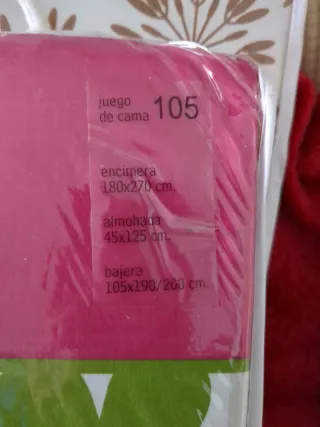 juego
de cama 105
encimera
180x270 cm.
almohada
45x125 cm.
bajera
105x190/200 cm.